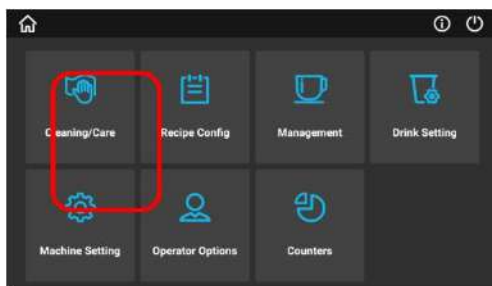 Cleaning/Care Recipe Config Management Drink Setting
Machine Setting Operator Options Counters